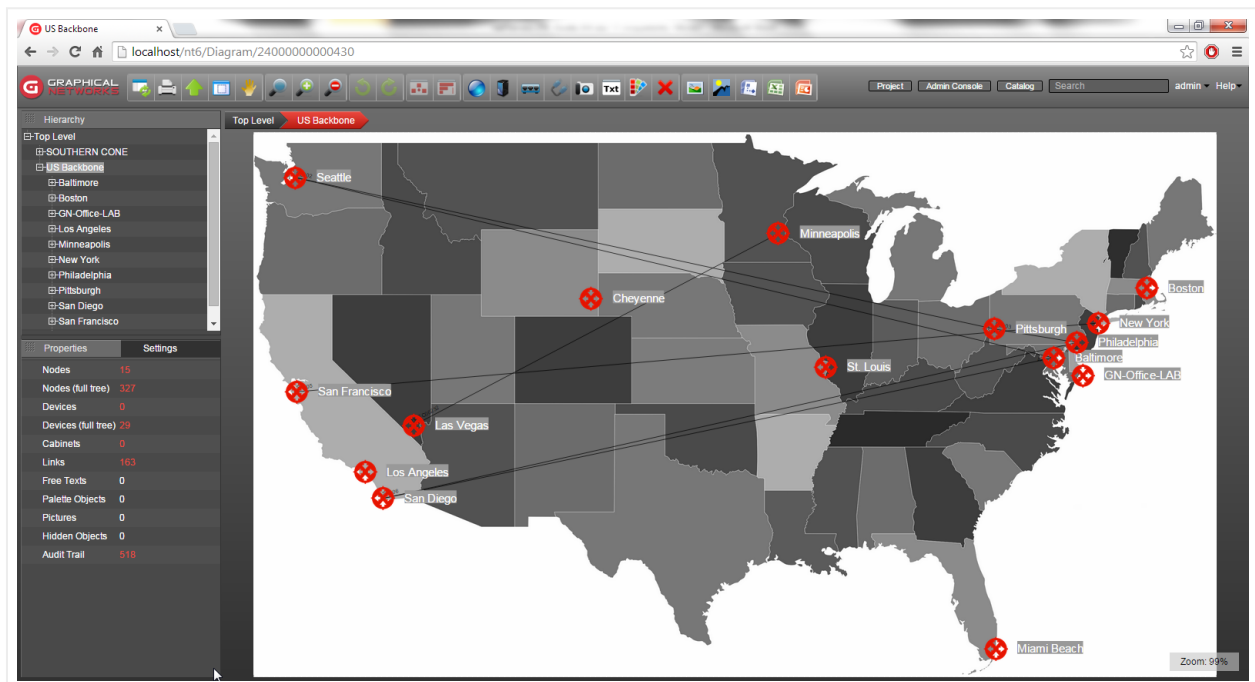 US Backbone
localhost/nt6/Diagram/24000000000430
GRAPHICAL
NETWORKS
Txt
Project
Admin Console
Catalog
Search
admin
Help
Hierarchy
Top Level
SOUTHERN CONE
US Backbone
Baltimore
Boston
GN-Office-LAB
Los Angeles
Minneapolis
New York
Philadelphia
Pittsburgh
San Diego
San Francisco
Properties
Settings
Nodes 15
Nodes (full tree) 327
Devices 0
Devices (full tree) 29
Cabinets 0
Links 163
Free Texts 0
Palette Objects 0
Pictures 0
Hidden Objects 0
Audit Trail 518
Top Level
US Backbone
Seattle
Minneapolis
Cheyenne
Boston
New York
Pittsburgh
Philadelphia
Baltimore
St. Louis
GN-Office-LAB
San Francisco
Las Vegas
Los Angeles
San Diego
Miami Beach
Zoom: 99%